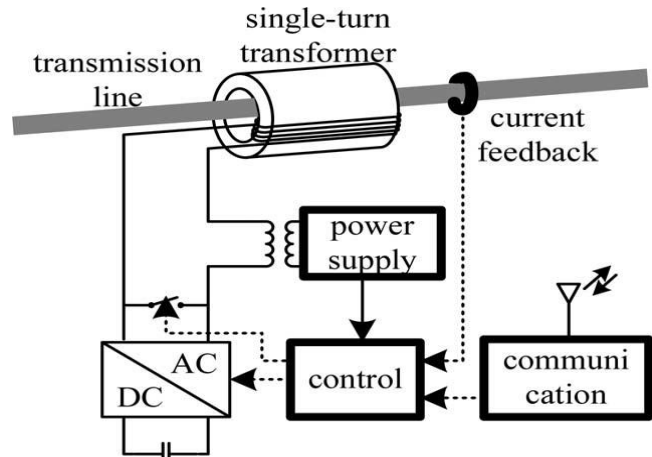 single-turn
transformer
transmission
line
current
feedback
power
supply
AC
DC
control
communi
cation